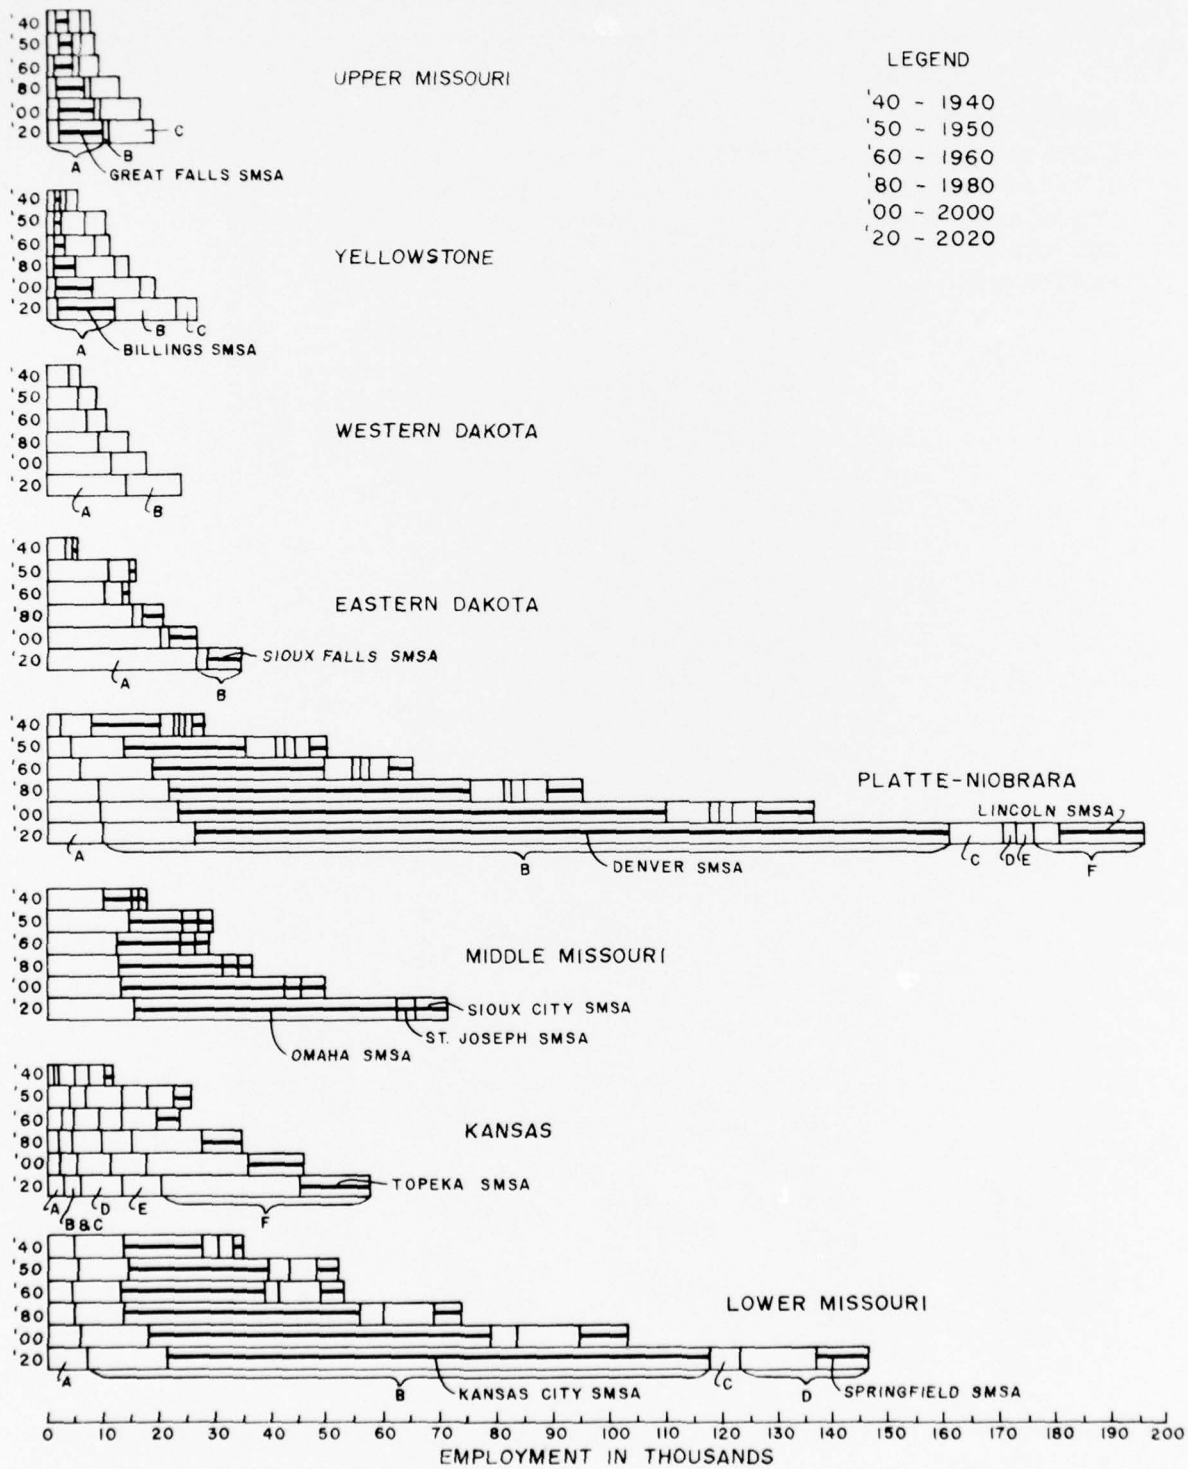 '40
'50
'60
'80
'00
'20
UPPER MISSOURI
C
B
A
GREAT FALLS SMSA
LEGEND
'40 - 1940
'50 - 1950
'60 - 1960
'80 - 1980
'00 - 2000
'20 - 2020
'40
'50
'60
'80
'00
'20
YELLOWSTONE
B
C
A
BILLINGS SMSA
'40
'50
'60
'80
'00
'20
WESTERN DAKOTA
A
B
'40
'50
'60
'80
'00
'20
EASTERN DAKOTA
SIOUX FALLS SMSA
A
B
'40
'50
'60
'80
'00
'20
PLATTE-NIOBRARA
LINCOLN SMSA
A
B
DENVER SMSA
C
D
E
F
'40
'50
'60
'80
'00
'20
MIDDLE MISSOURI
SIOUX CITY SMSA
ST. JOSEPH SMSA
OMAHA SMSA
'40
'50
'60
'80
'00
'20
KANSAS
TOPEKA SMSA
A
B & C
D
E
F
'40
'50
'60
'80
'00
'20
LOWER MISSOURI
A
B
KANSAS CITY SMSA
C
D
SPRINGFIELD SMSA
0 10 20 30 40 50 60 70 80 90 100 110 120 130 140 150 160 170 180 190 200
EMPLOYMENT IN THOUSANDS